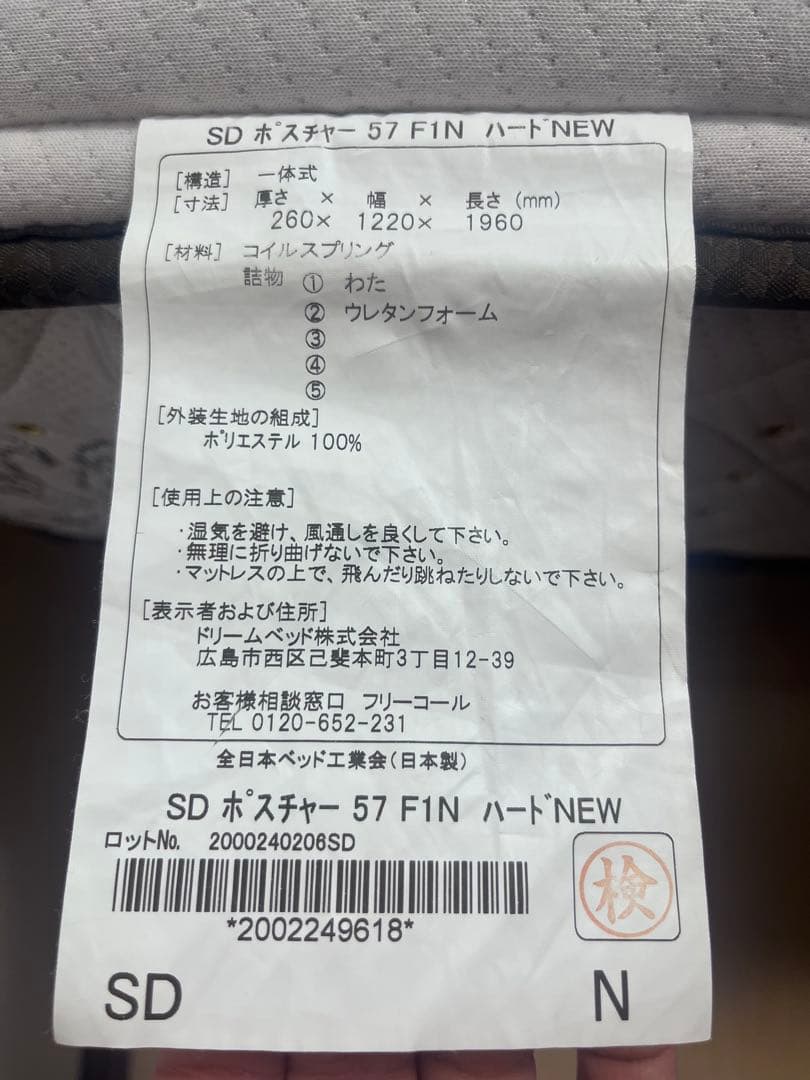 SD ポスチャー 57 F1N ハードNEW
[構造] 一体式
[寸法] 厚さ × 幅 × 長さ (mm)
260× 1220× 1960
[材料] コイルスプリング
詰物 ① わた
② ウレタンフォーム
③
④
⑤
[外装生地の組成]
ポリエステル 100%
[使用上の注意]
・湿気を避け、風通しを良くして下さい。
・無理に折り曲げないで下さい。
・マットレスの上で、飛んだり跳ねたりしないで下さい。
[表示者および住所]
ドリームベッド株式会社
広島市西区己斐本町3丁目12-39
お客様相談窓口 フリーコール
TEL 0120-652-231
全日本ベッド工業会(日本製)
SD ポスチャー 57 F1N ハードNEW
ロットNo. 2000240206SD
検
*2002249618*
SD N